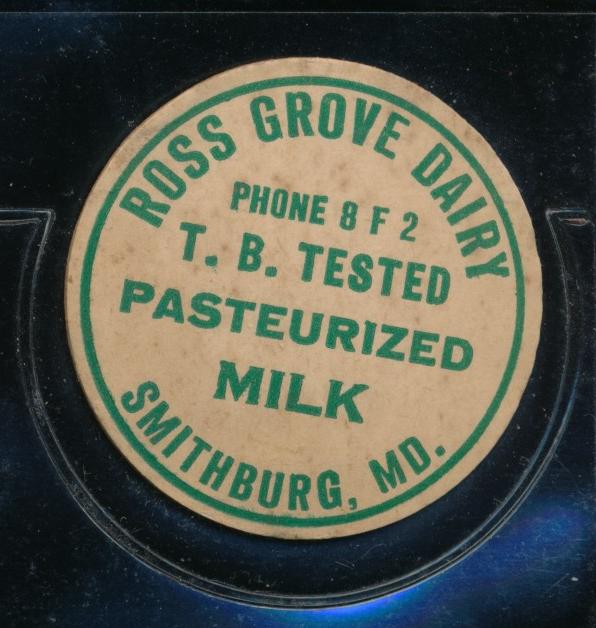 ROSS GROVE DAIRY
PHONE 8 F 2
T. B. TESTED
PASTEURIZED
MILK
SMITHBURG, MD.